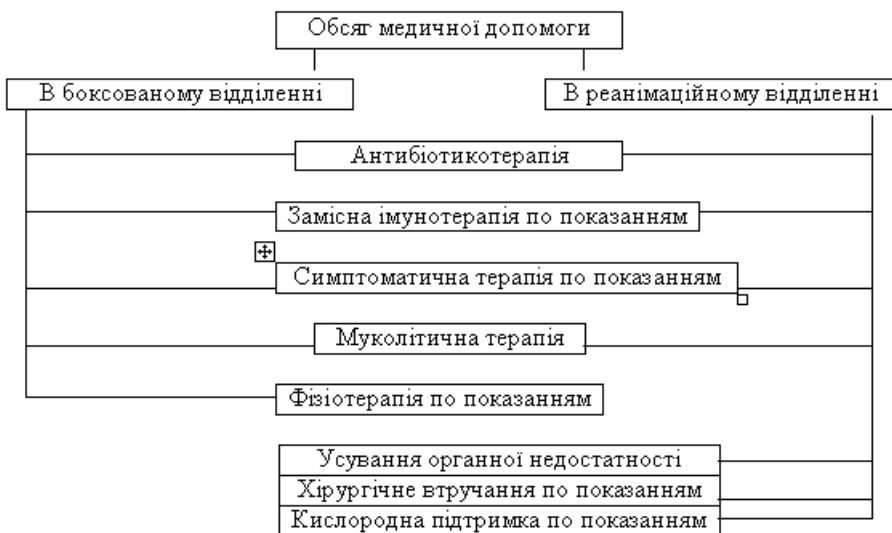 Обсяг медичної допомоги
В боксованому відділенні
В реанімаційному відділенні
Антибіотикотерапія
Замісна імунотерапія по показанням
Симптоматична терапія по показанням
Муколітична терапія
Фізіотерапія по показанням
Усування органної недостатності
Хірургічне втручання по показанням
Кислородна підтримка по показанням